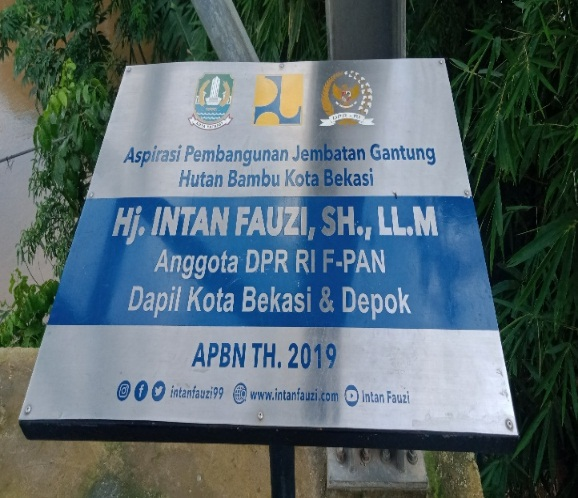 Aspirasi Pembangunan Jembatan Gantung
Hutan Bambu Kota Bekasi
Hj. INTAN FAUZI, SH., LL.M
Anggota DPR RI F-PAN
Dapil Kota Bekasi & Depok
APBN TH. 2019
intanfauzi99 www.intanfauzi.com Intan Fauzi